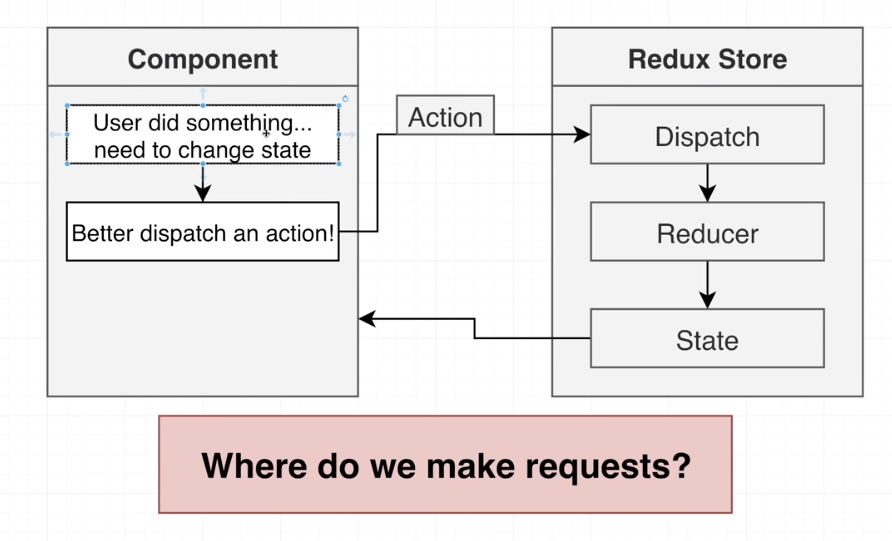 Component
User did something...
need to change state
Better dispatch an action!
Action
Redux Store
Dispatch
Reducer
State
Where do we make requests?